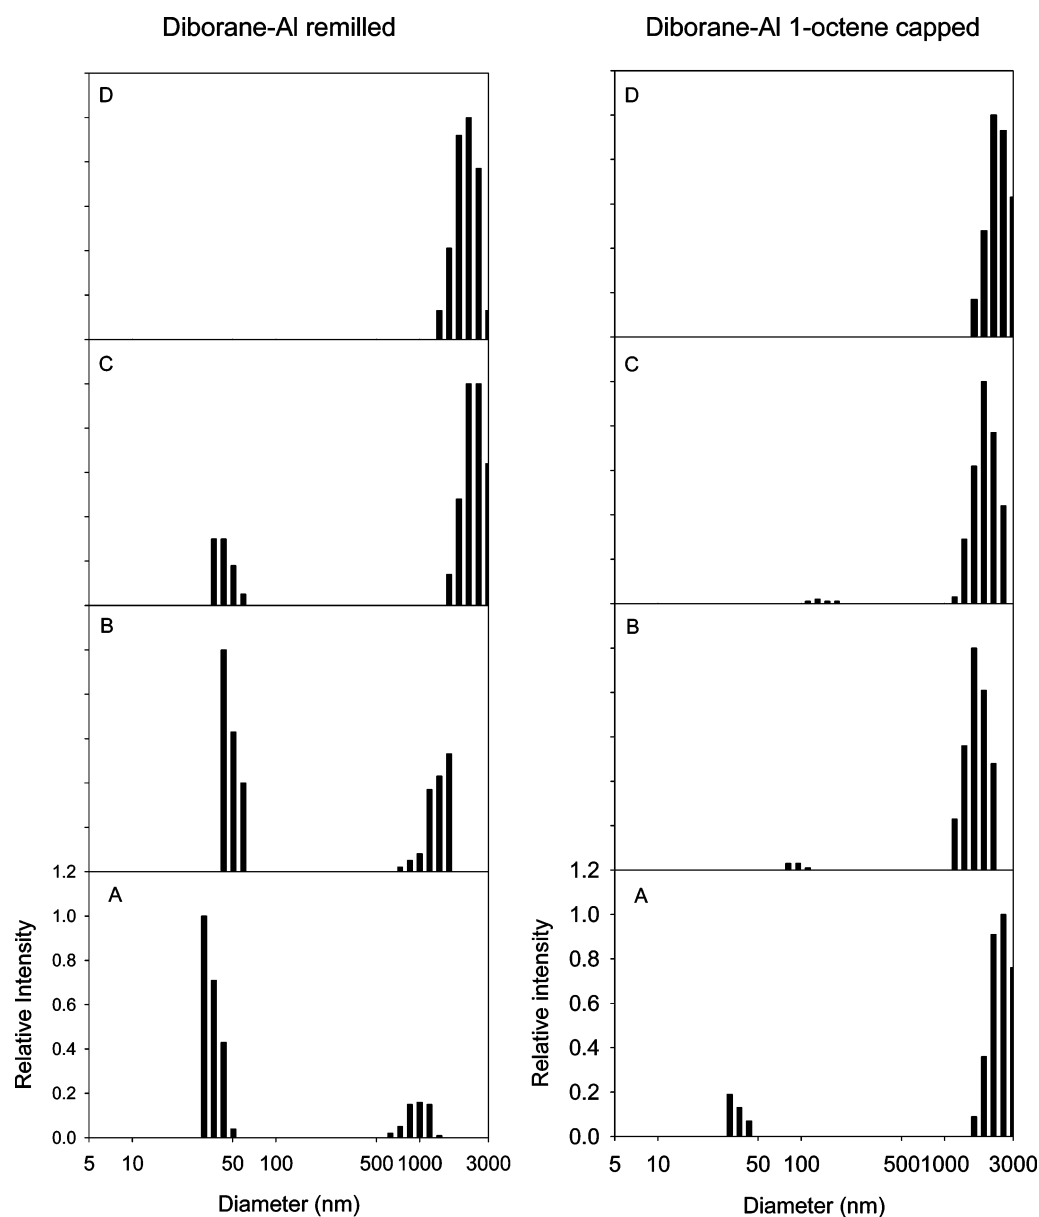 Diborane-Al remilled
D
C
B
1.2
A
1.0
0.8
0.6
0.4
0.2
0.0
Relative Intensity
5 10 50 100 500 1000 3000
Diameter (nm)
Diborane-Al 1-octene capped
D
C
B
1.2
A
1.0
0.8
0.6
0.4
0.2
0.0
Relative intensity
5 10 50 100 500 1000 3000
Diameter (nm)